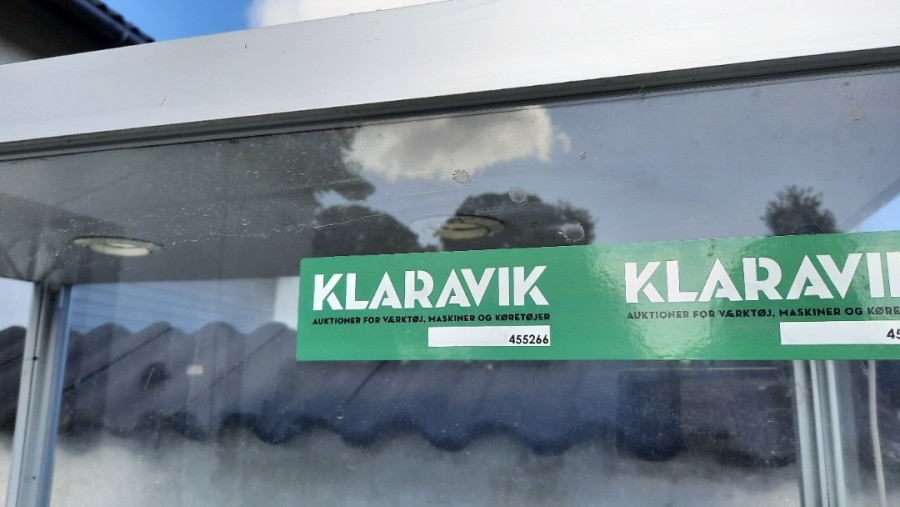 KLARAVIK
AUKTIONER FOR VÆRKTØJ, MASKINER OG KØRETØJER
455266
KLARAVIK
AUKTIONER FOR VÆRKTØJ, MASKINER OG